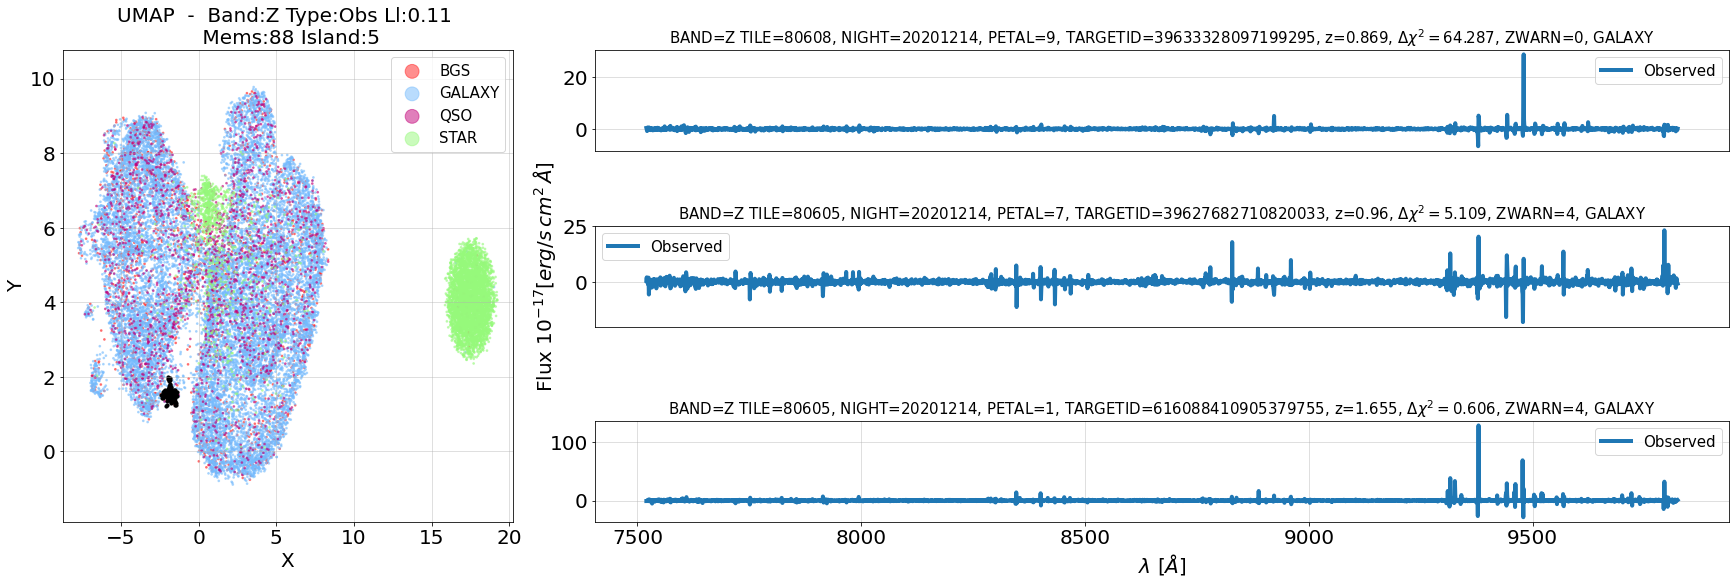 UMAP - Band:Z Type:Obs Ll:0.11
Mems:88 Island:5
BGS
GALAXY
QSO
STAR
10
8
6
4
2
0
Y
−5
0
5
10
15
20
X
BAND=Z TILE=80608, NIGHT=20201214, PETAL=9, TARGETID=39633328097199295, z=0.869, Δχ² = 64.287, ZWARN=0, GALAXY
Observed
20
0
BAND=Z TILE=80605, NIGHT=20201214, PETAL=7, TARGETID=39627682710820033, z=0.96, Δχ² = 5.109, ZWARN=4, GALAXY
Observed
25
0
Flux 10⁻¹⁷[erg/s cm² Å]
BAND=Z TILE=80605, NIGHT=20201214, PETAL=1, TARGETID=616088410905379755, z=1.655, Δχ² = 0.606, ZWARN=4, GALAXY
Observed
100
0
7500
8000
8500
9000
9500
λ [Å]